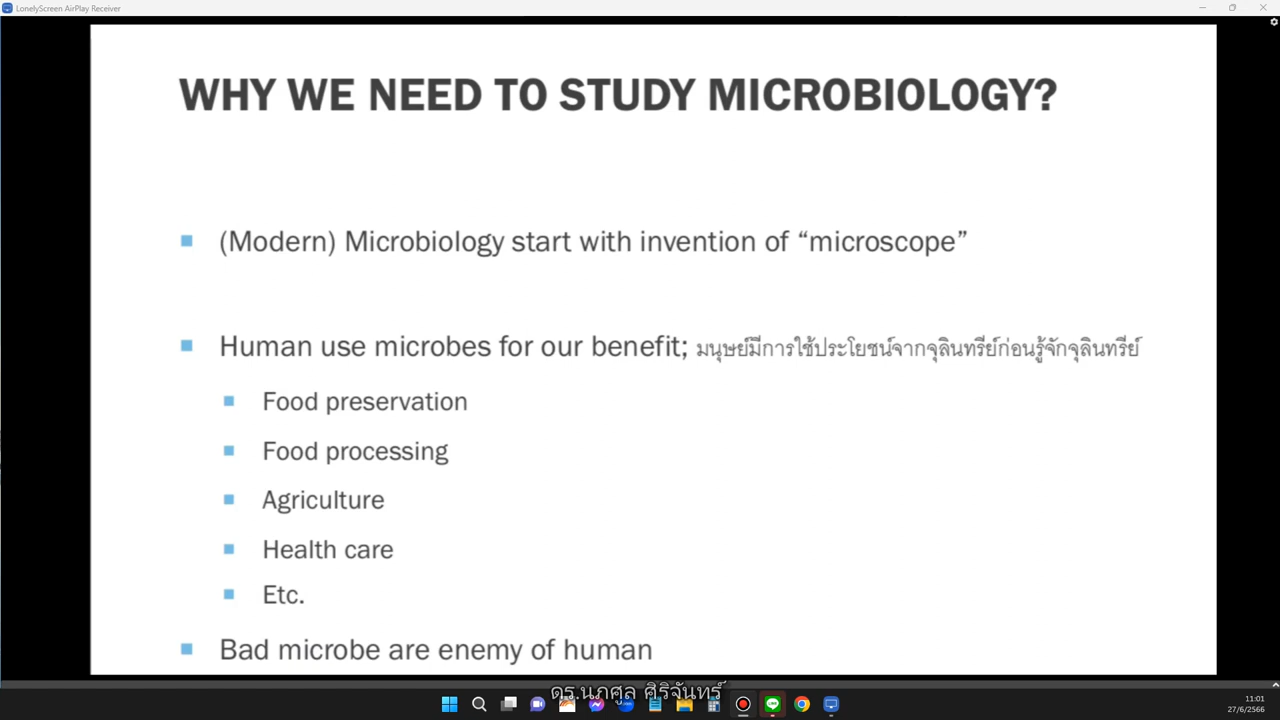 LonelyScreen AirPlay Receiver
WHY WE NEED TO STUDY MICROBIOLOGY?
(Modern) Microbiology start with invention of “microscope”
Human use microbes for our benefit; มนุษย์มีการใช้ประโยชน์จากจุลินทรีย์ก่อนรู้จักจุลินทรีย์
Food preservation
Food processing
Agriculture
Health care
Etc.
Bad microbe are enemy of human
ดร.นภศูล ศิริจันทร์
11:01
27/6/2566